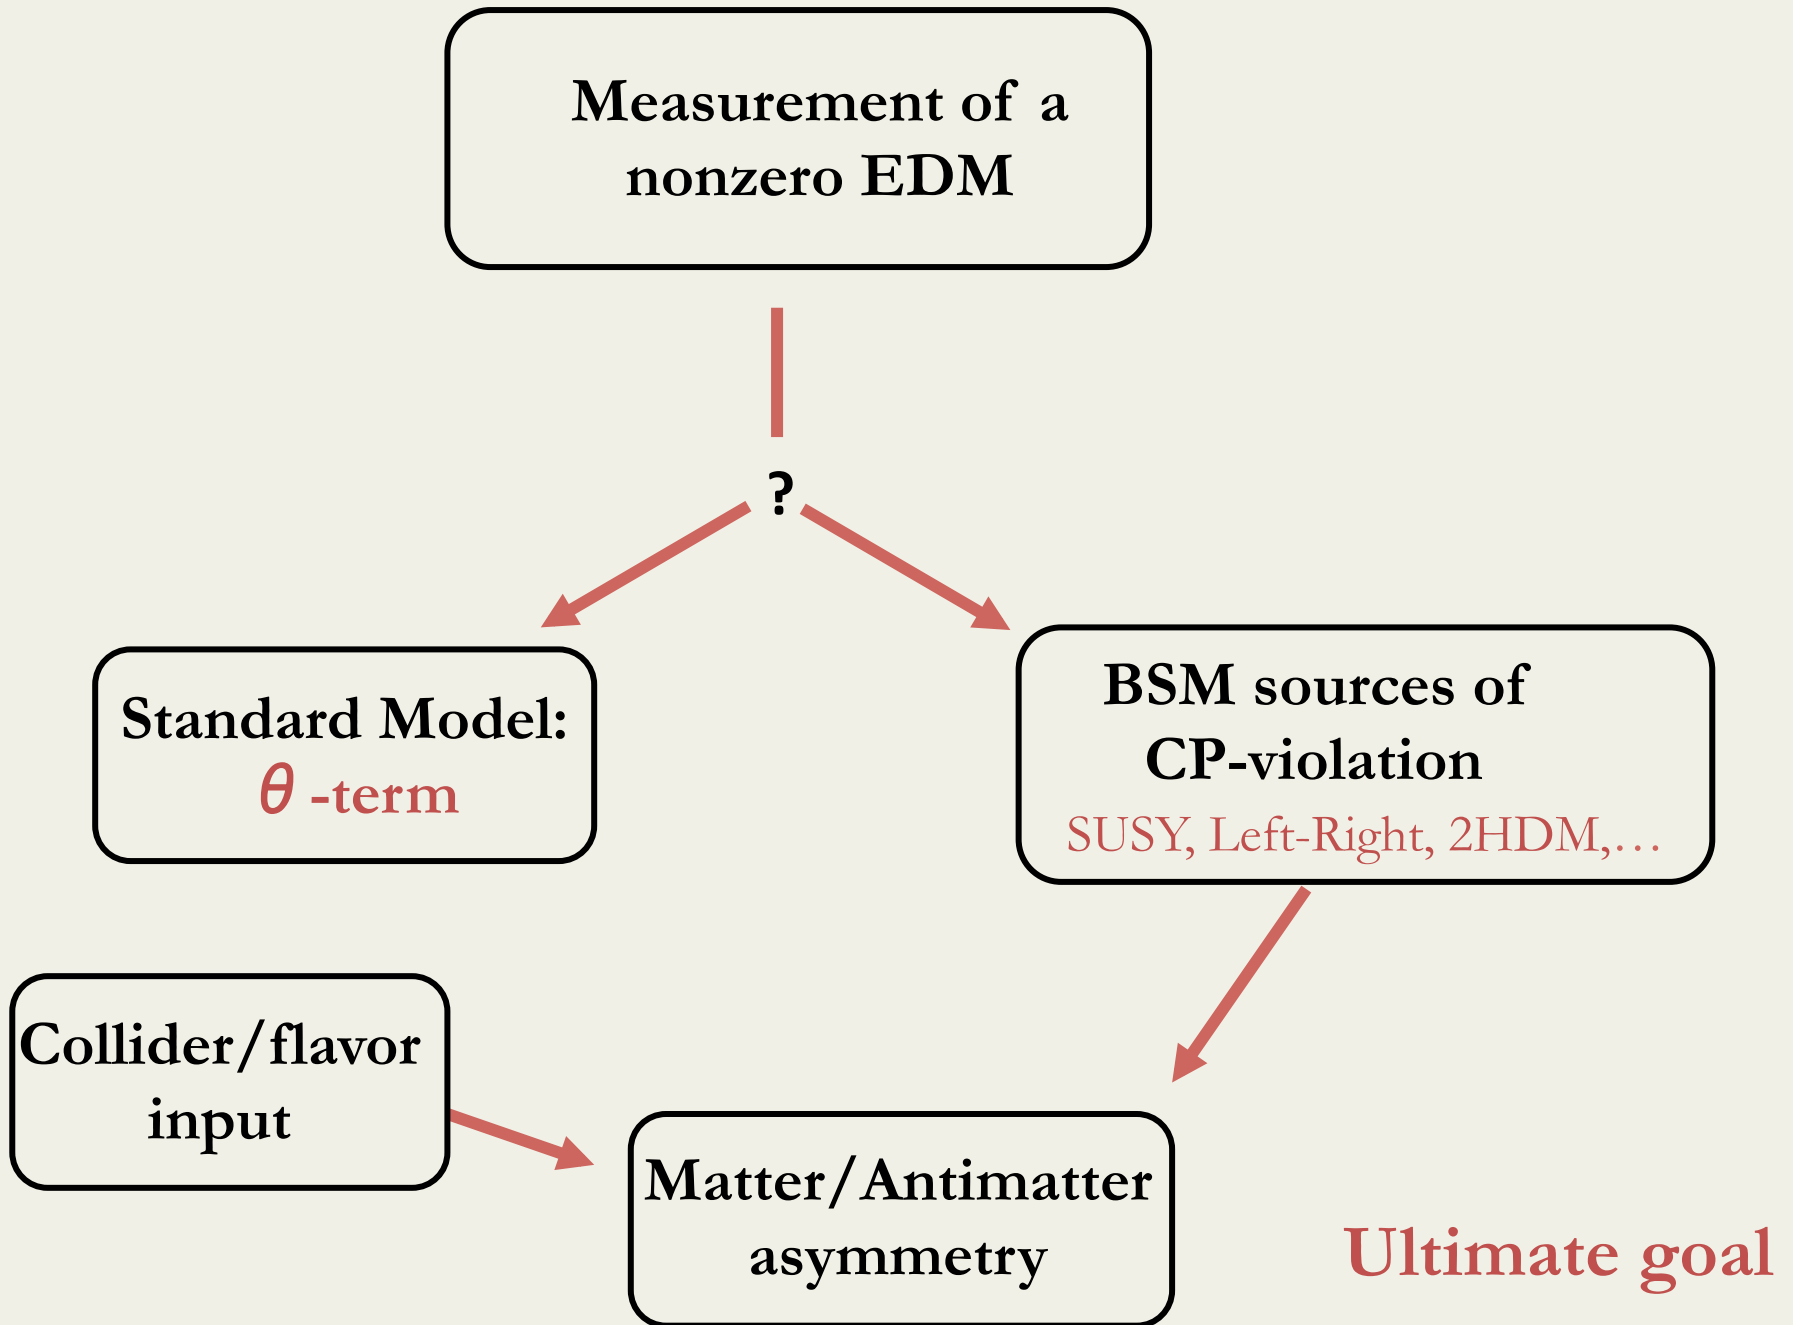 Measurement of a
nonzero EDM
?
Standard Model:
θ -term
BSM sources of
CP-violation
SUSY, Left-Right, 2HDM,…
Collider/flavor
input
Matter/Antimatter
asymmetry
Ultimate goal